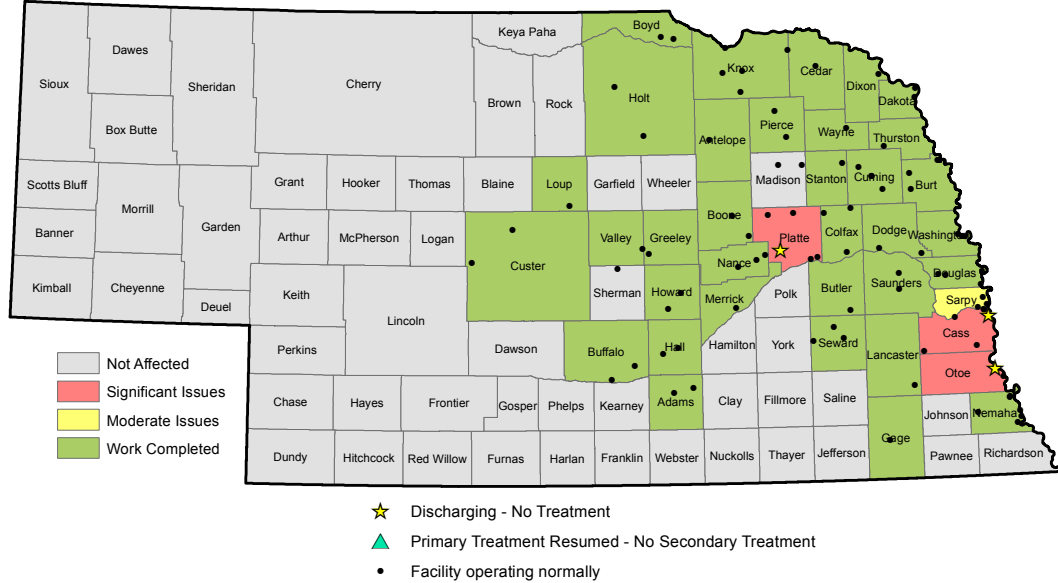 Boyd
Keya Paha
Dawes
Knox
Cedar
Sioux
Cherry
Sheridan
Dixon
Holt
Dakota
Brown
Rock
Box Butte
Pierce
Wayne
Antelope
Thurston
Grant
Hooker
Thomas
Blaine
Loup
Garfield
Wheeler
Madison
Stanton
Cuming
Burt
Scotts Bluff
Morrill
Garden
Boone
Banner
Arthur
McPherson
Logan
Valley
Greeley
Platte
Colfax
Dodge
Washington
Custer
Nance
Douglas
Kimball
Cheyenne
Keith
Sherman
Howard
Merrick
Polk
Butler
Saunders
Sarpy
Deuel
Lincoln
Cass
Perkins
Dawson
Buffalo
Hall
Hamilton
York
Seward
Lancaster
Otoe
Chase
Hayes
Frontier
Gosper
Phelps
Kearney
Adams
Clay
Fillmore
Saline
Johnson
Nemaha
Gage
Dundy
Hitchcock
Red Willow
Furnas
Harlan
Franklin
Webster
Nuckolls
Thayer
Jefferson
Pawnee
Richardson
Not Affected
Significant Issues
Moderate Issues
Work Completed
Discharging - No Treatment
Primary Treatment Resumed - No Secondary Treatment
Facility operating normally